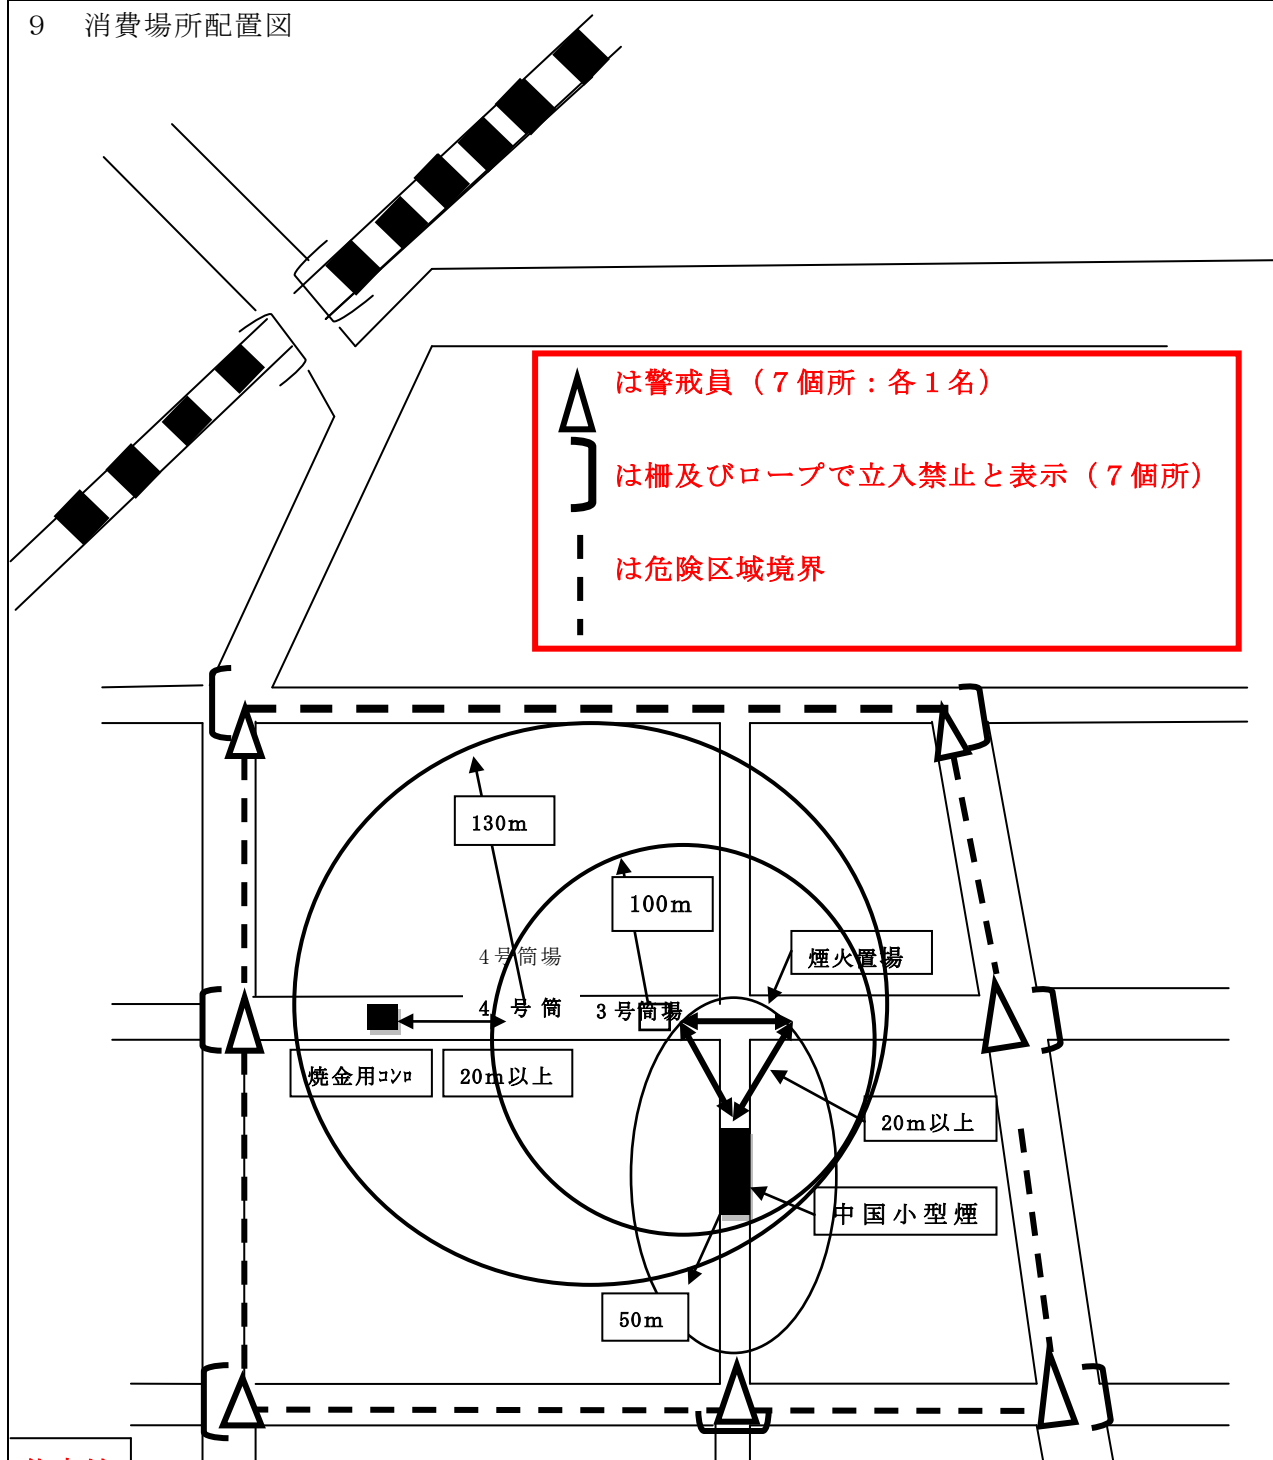 9 消費場所配置図
は警戒員（７個所：各１名）
は柵及びロープで立入禁止と表示（７個所）
は危険区域境界
130m
100m
4号筒場
煙火置場
4 号 筒
3号筒場
焼金用ｺﾝﾛ
20m以上
20m以上
中国小型煙
50m